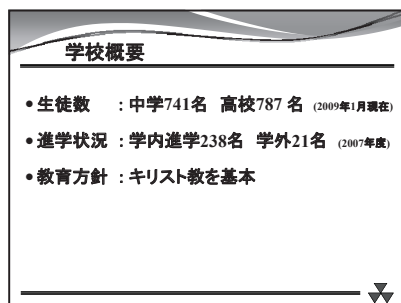 学校概要
• 生徒数 : 中学741名 高校787 名 (2009年1月現在)
• 進学状況 : 学内進学238名 学外21名 (2007年度)
• 教育方針 : キリスト教を基本